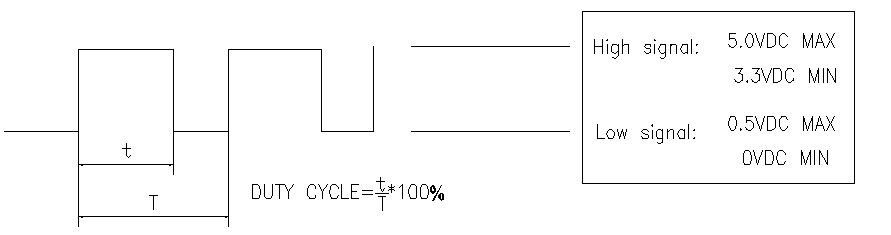 High signal: 5.0VDC MAX
3.3VDC MIN
Low signal: 0.5VDC MAX
0VDC MIN
t
T
DUTY CYCLE=t/T*100%